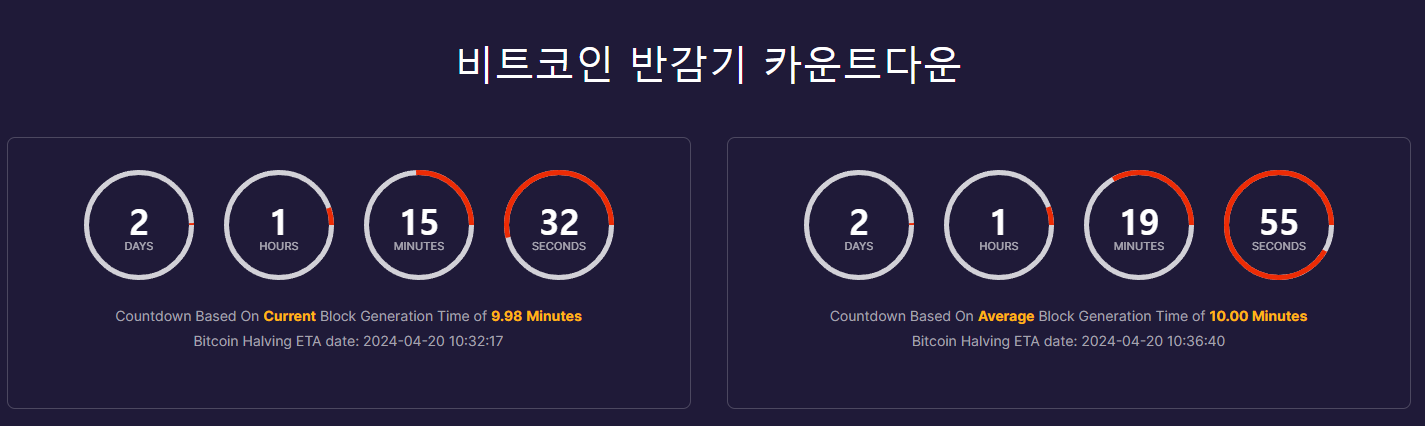 비트코인 반감기 카운트다운
2
DAYS
1
HOURS
15
MINUTES
32
SECONDS
Countdown Based On Current Block Generation Time of 9.98 Minutes
Bitcoin Halving ETA date: 2024-04-20 10:32:17
2
DAYS
1
HOURS
19
MINUTES
55
SECONDS
Countdown Based On Average Block Generation Time of 10.00 Minutes
Bitcoin Halving ETA date: 2024-04-20 10:36:40